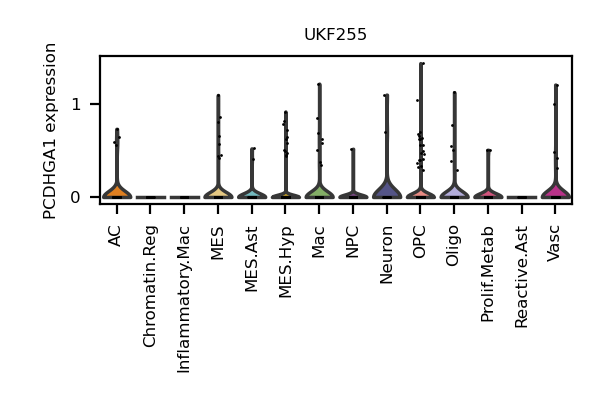 UKF255
PCDHGA1 expression
1
0
AC
Chromatin.Reg
Inflammatory.Mac
MES
MES.Ast
MES.Hyp
Mac
NPC
Neuron
OPC
Oligo
Prolif.Metab
Reactive.Ast
Vasc